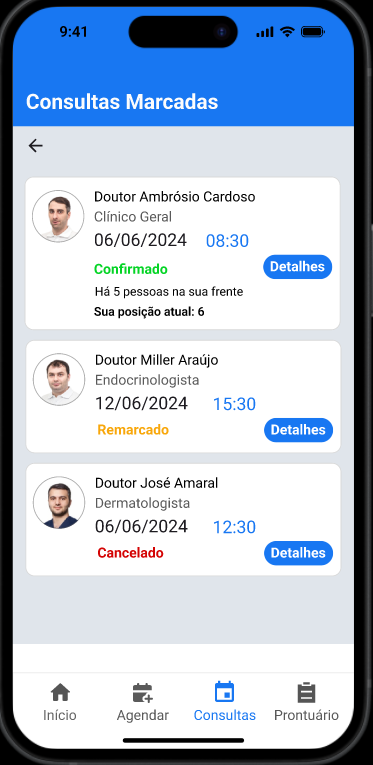 9:41
Consultas Marcadas
Doutor Ambrósio Cardoso
Clínico Geral
06/06/2024 08:30
Confirmado
Detalhes
Há 5 pessoas na sua frente
Sua posição atual: 6
Doutor Miller Araújo
Endocrinologista
12/06/2024 15:30
Remarcado
Detalhes
Doutor José Amaral
Dermatologista
06/06/2024 12:30
Cancelado
Detalhes
Início Agendar Consultas Prontuário